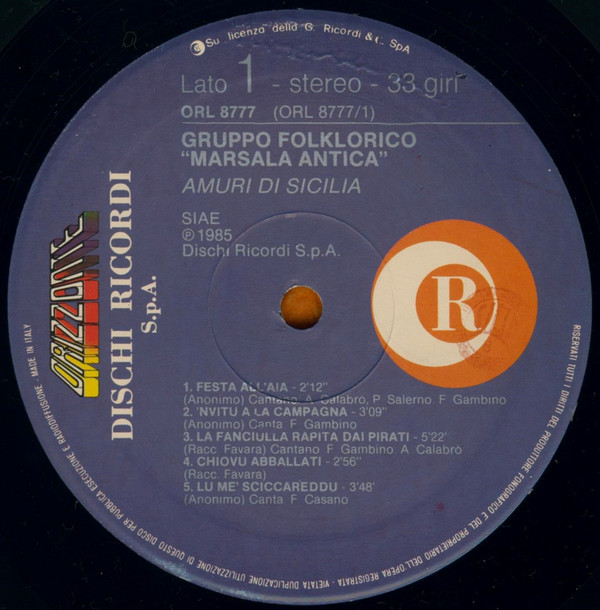 Su licenza della G. Ricordi & C. SpA
Lato 1 - stereo - 33 giri
ORL 8777 (ORL 8777/1)
GRUPPO FOLKLORICO
“MARSALA ANTICA”
AMURI DI SICILIA
SIAE
℗ 1985
Dischi Ricordi S.p.A.
ORIZZONTE
DISCHI RICORDI
S.p.A.
R
1. FESTA ALL'AIA - 2'12"
(Anonimo) Cantano A. Calabrò, P. Salerno, F. Gambino
2. 'NVITU A LA CAMPAGNA - 3'09"
(Anonimo) Canta F. Gambino
3. LA FANCIULLA RAPITA DAI PIRATI - 5'22'
(Racc. Favara) Cantano F. Gambino, A. Calabrò
4. CHIOVU ABBALLATI - 2'56"
(Racc. Favara)
5. LU ME' SCICCAREDDU - 3'48'
(Anonimo) Canta F. Casano
RISERVATI TUTTI I DIRITTI DEL PRODUTTORE FONOGRAFICO E DEL PROPRIETARIO DELL'OPERA REGISTRATA - VIETATA DUPLICAZIONE UTILIZZAZIONE DI QUESTO DISCO PER PUBBLICA ESECUZIONE E RADIODIFFUSIONE - MADE IN ITALY